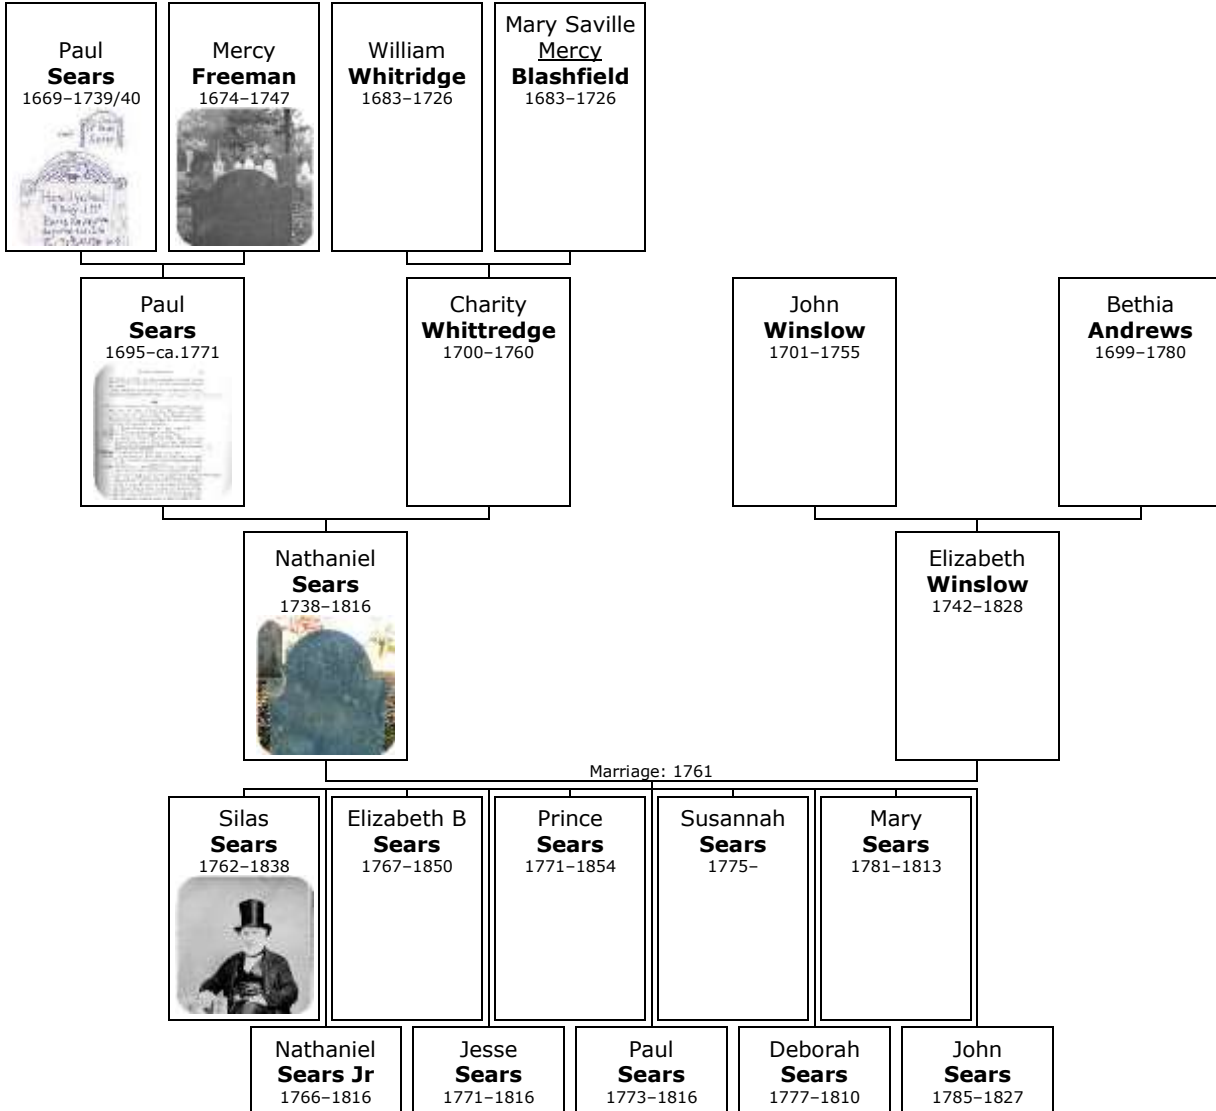 Paul
Sears
1669–1739/40
Mercy
Freeman
1674–1747
William
Whitridge
1683–1726
Mary Saville
Mercy
Blashfield
1683–1726
Paul
Sears
1695–ca.1771
Charity
Whittredge
1700–1760
John
Winslow
1701–1755
Bethia
Andrews
1699–1780
Nathaniel
Sears
1738–1816
Elizabeth
Winslow
1742–1828
Marriage: 1761
Silas
Sears
1762–1838
Elizabeth B
Sears
1767–1850
Prince
Sears
1771–1854
Susannah
Sears
1775–
Mary
Sears
1781–1813
Nathaniel
Sears Jr
1766–1816
Jesse
Sears
1771–1816
Paul
Sears
1773–1816
Deborah
Sears
1777–1810
John
Sears
1785–1827